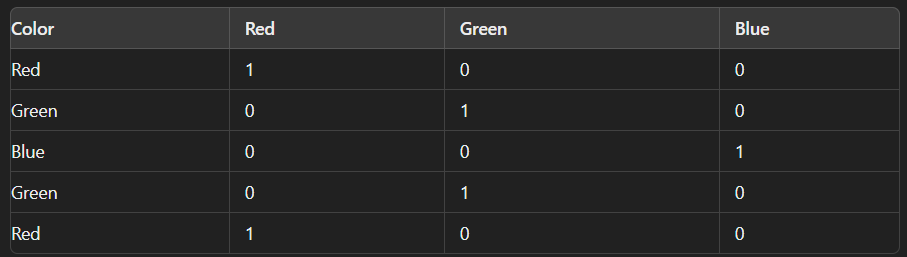 Color Red Green Blue
Red 1 0 0
Green 0 1 0
Blue 0 0 1
Green 0 1 0
Red 1 0 0